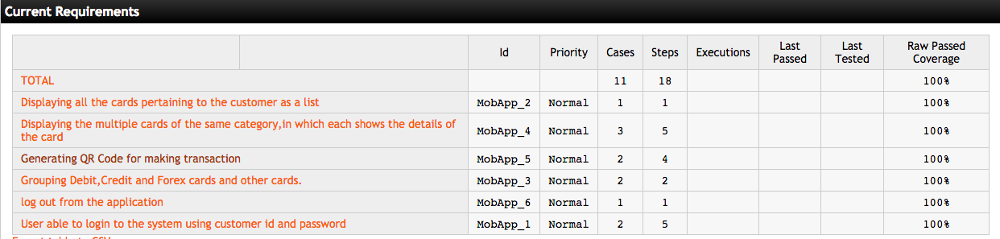 Current Requirements
Id Priority Cases Steps Executions Last Passed Last Tested Raw Passed Coverage
TOTAL 11 18 100%
Displaying all the cards pertaining to the customer as a list MobApp_2 Normal 1 1 100%
Displaying the multiple cards of the same category,in which each shows the details of
the card MobApp_4 Normal 3 5 100%
Generating QR Code for making transaction MobApp_5 Normal 2 4 100%
Grouping Debit,Credit and Forex cards and other cards. MobApp_3 Normal 2 2 100%
log out from the application MobApp_6 Normal 1 1 100%
User able to login to the system using customer id and password MobApp_1 Normal 2 5 100%